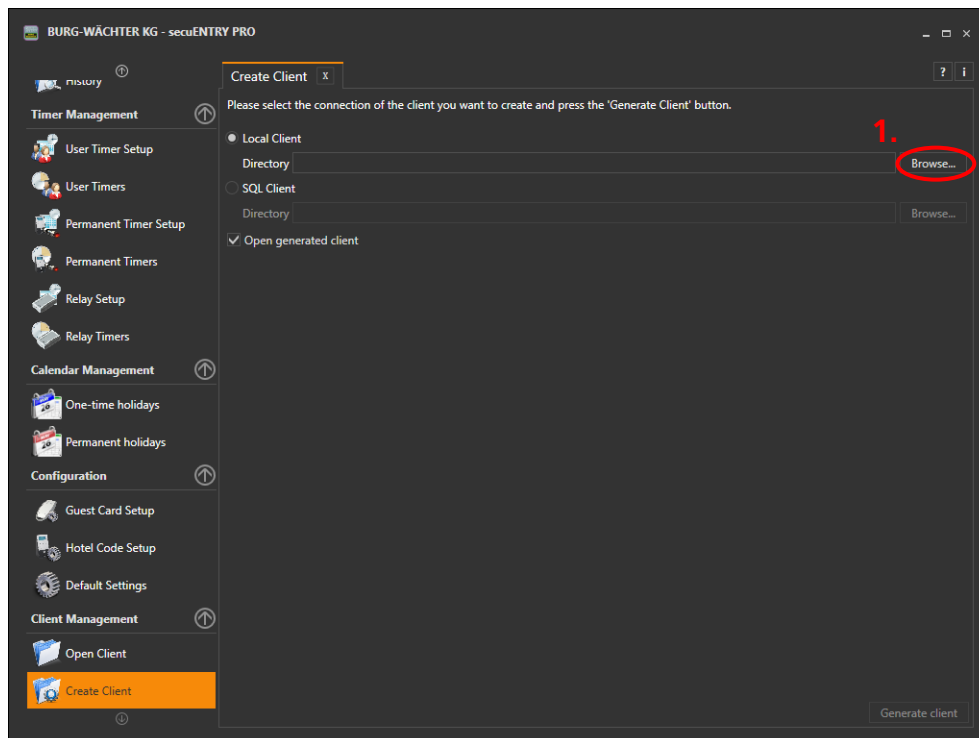 BURG-WÄCHTER KG - secuENTRY PRO
History
Timer Management
User Timer Setup
User Timers
Permanent Timer Setup
Permanent Timers
Relay Setup
Relay Timers
Calendar Management
One-time holidays
Permanent holidays
Configuration
Guest Card Setup
Hotel Code Setup
Default Settings
Client Management
Open Client
Create Client
Create Client x
? i
Please select the connection of the client you want to create and press the 'Generate Client' button.
1.
Local Client
Directory Browse...
SQL Client
Directory Browse...
Open generated client
Generate client